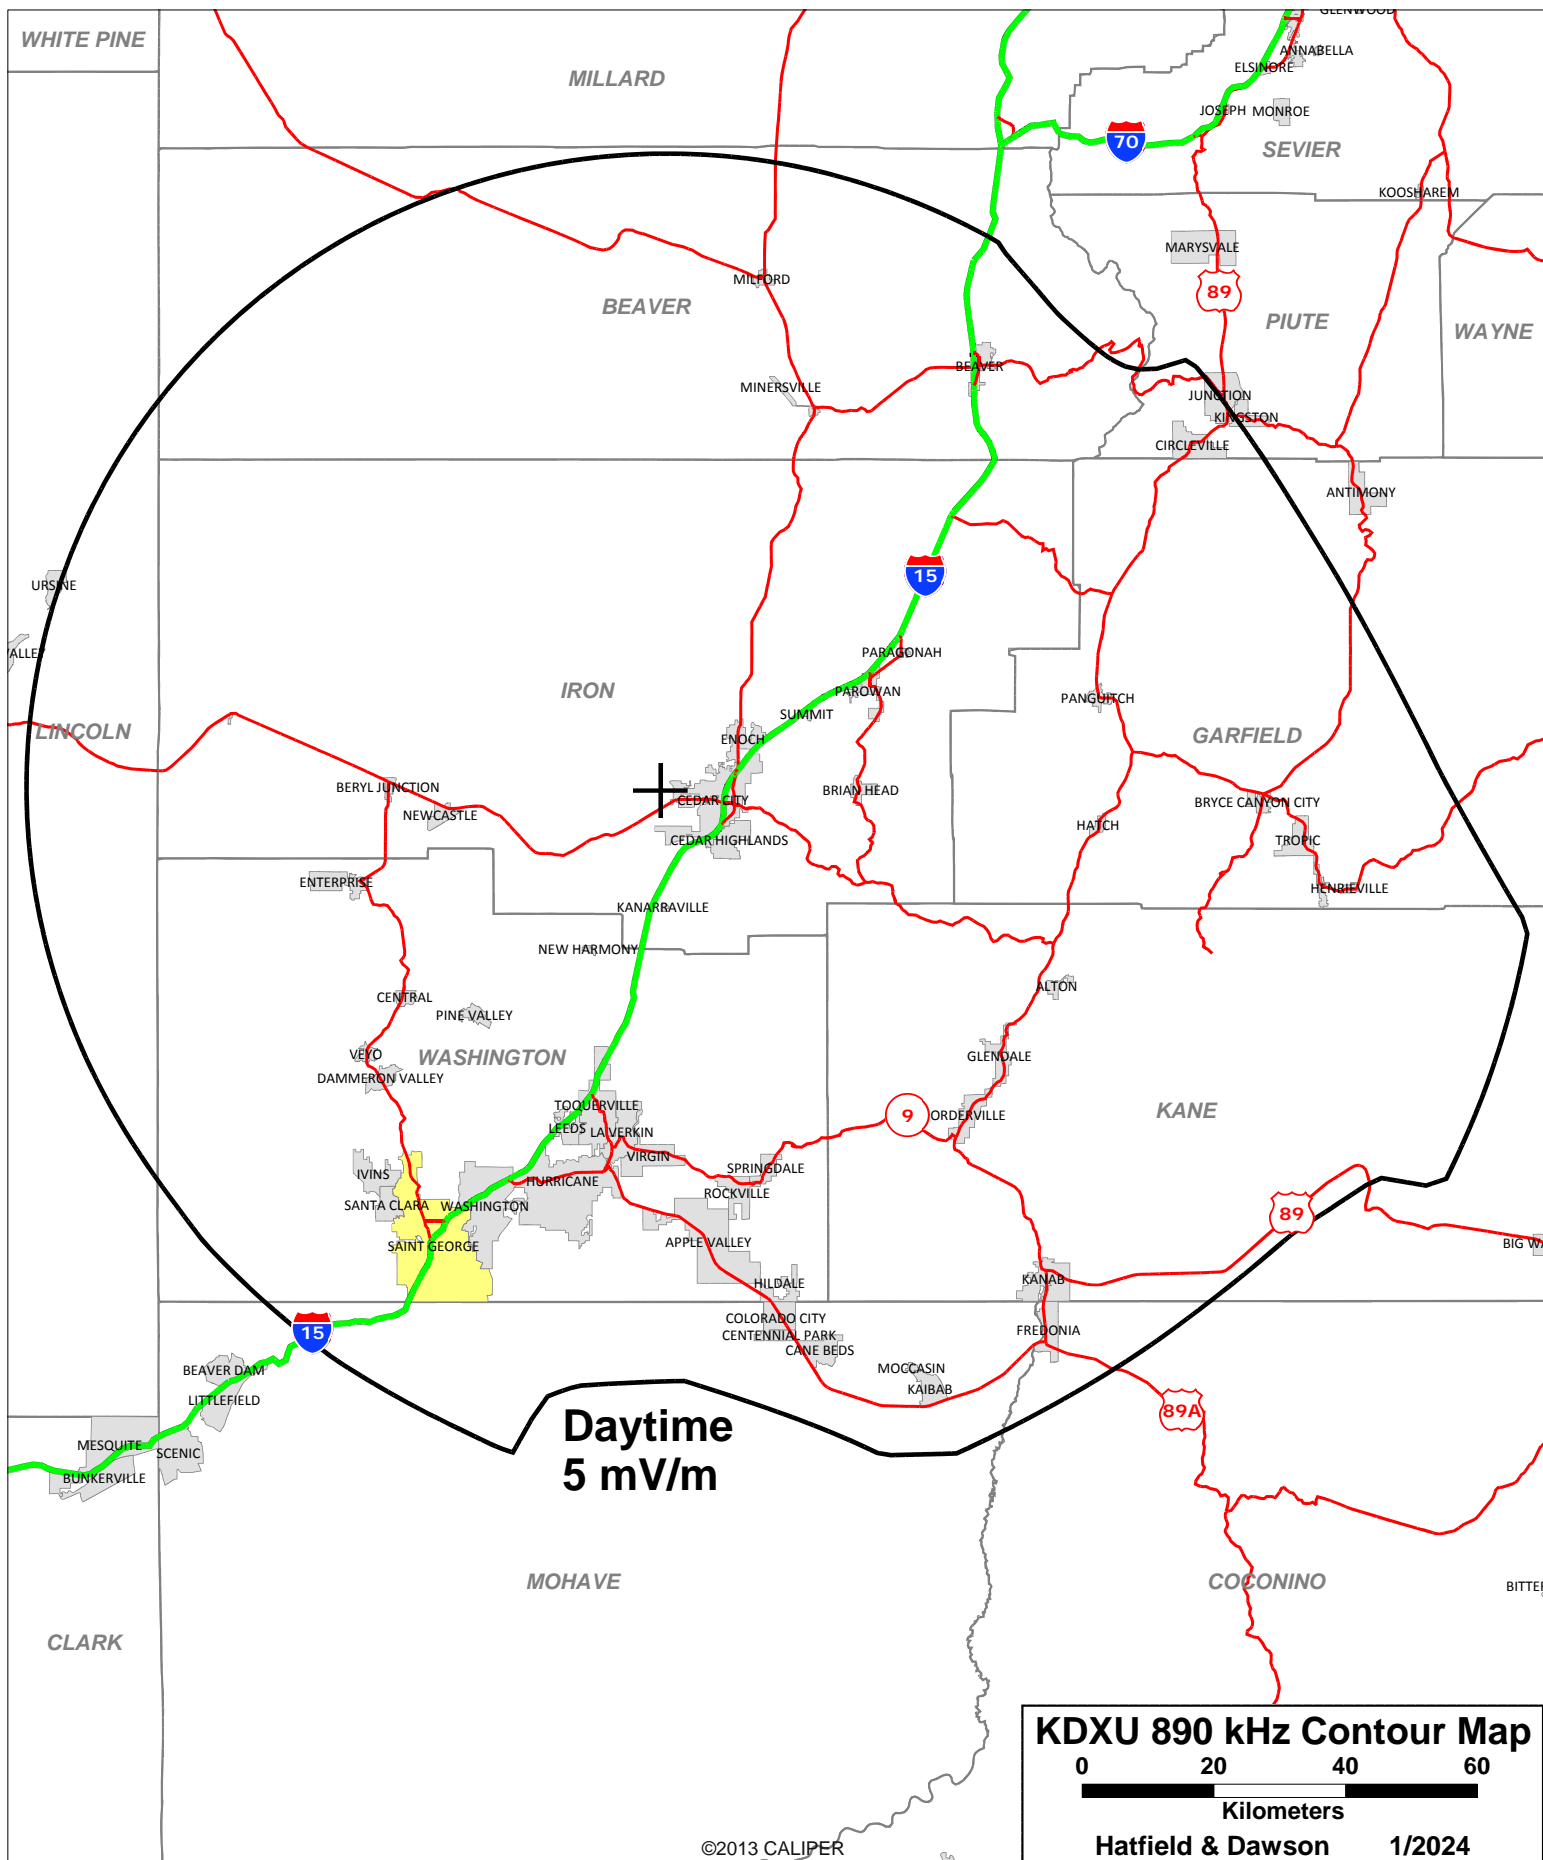 GLENWOOD
WHITE PINE
ANNABELLA
ELSINORE
MILLARD
JOSEPH
MONROE
70
SEVIER
KOOSHAREM
MARYSVALE
MILFORD
89
BEAVER
PIUTE
WAYNE
BEAVER
MINERSVILLE
JUNCTION
KINGSTON
CIRCLEVILLE
ANTIMONY
15
URSINE
VALLEY
PARAGONAH
IRON
PAROWAN
PANGUITCH
SUMMIT
LINCOLN
ENOCH
GARFIELD
BERYL JUNCTION
BRIAN HEAD
CEDAR CITY
BRYCE CANYON CITY
NEWCASTLE
HATCH
CEDAR HIGHLANDS
TROPIC
ENTERPRISE
HENRIEVILLE
KANARRAVILLE
NEW HARMONY
ALTON
CENTRAL
PINE VALLEY
VEYO
WASHINGTON
GLENDALE
DAMMERON VALLEY
TOQUERVILLE
KANE
9
ORDERVILLE
LEEDS
LA VERKIN
VIRGIN
SPRINGDALE
IVINS
HURRICANE
ROCKVILLE
SANTA CLARA
WASHINGTON
89
SAINT GEORGE
APPLE VALLEY
BIG WA
HILDALE
KANAB
COLORADO CITY
15
FREDONIA
CENTENNIAL PARK
CANE BEDS
BEAVER DAM
MOCCASIN
KAIBAB
LITTLEFIELD
89A
Daytime
5 mV/m
MESQUITE
SCENIC
BUNKERVILLE
MOHAVE
COCONINO
BITTER
CLARK
KDXU 890 kHz Contour Map
0 20 40 60
Kilometers
Hatfield & Dawson 1/2024
©2013 CALIPER